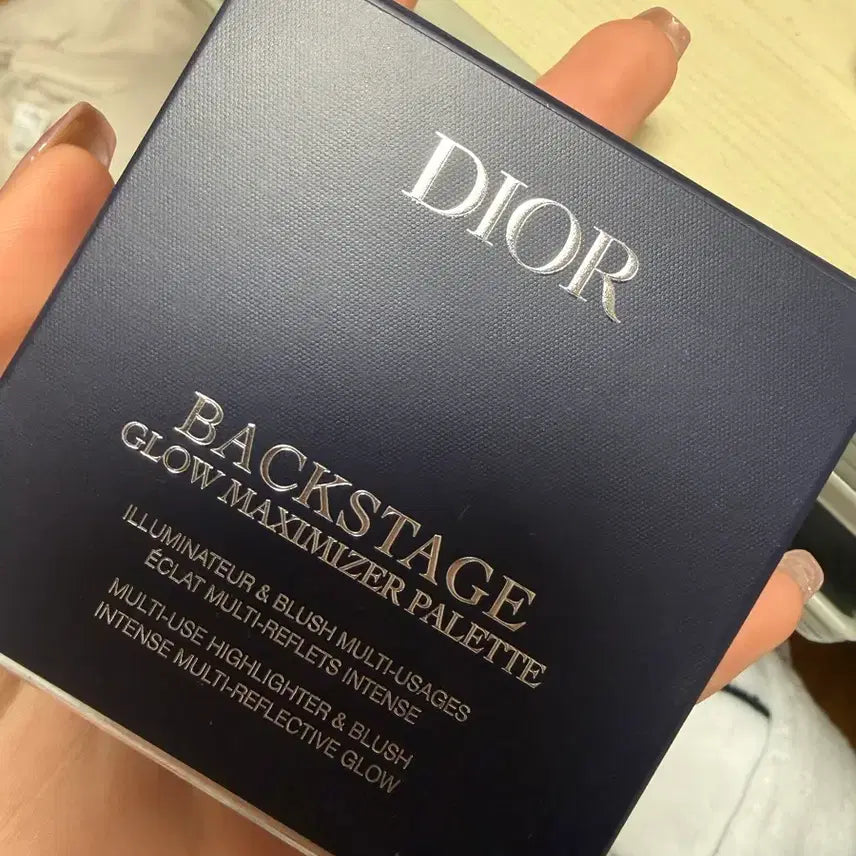 DIOR
BACKSTAGE
GLOW MAXIMIZER PALETTE
ILLUMINATEUR & BLUSH MULTI-USAGES
ÉCLAT MULTI-REFLETS INTENSE
MULTI-USE HIGHLIGHTER & BLUSH
INTENSE MULTI-REFLECTIVE GLOW